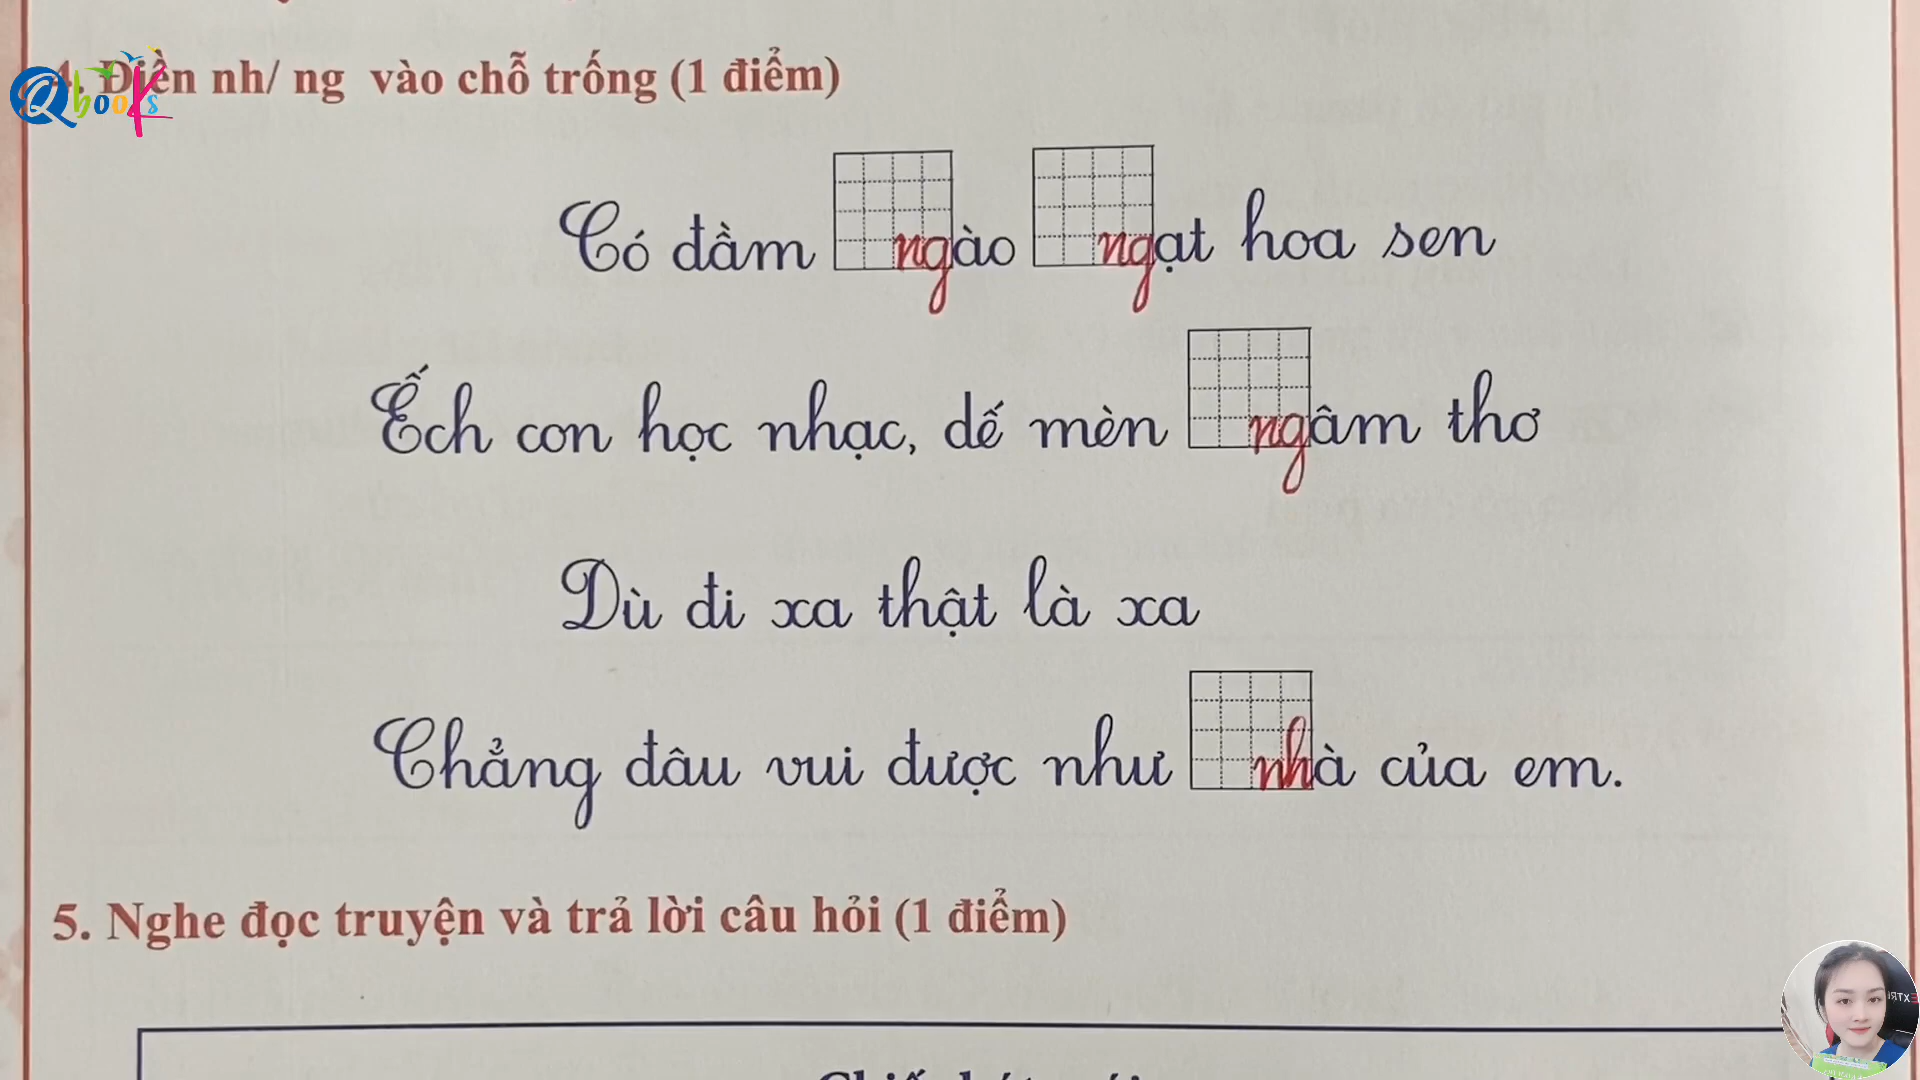 4. Điền nh/ ng vào chỗ trống (1 điểm)
Qbooks
Có đầm ngào ngạt hoa sen
Ếch con học nhạc, dế mèn ngâm thơ
Dù đi xa thật là xa
Chẳng đâu vui được như nhà của em.
5. Nghe đọc truyện và trả lời câu hỏi (1 điểm)